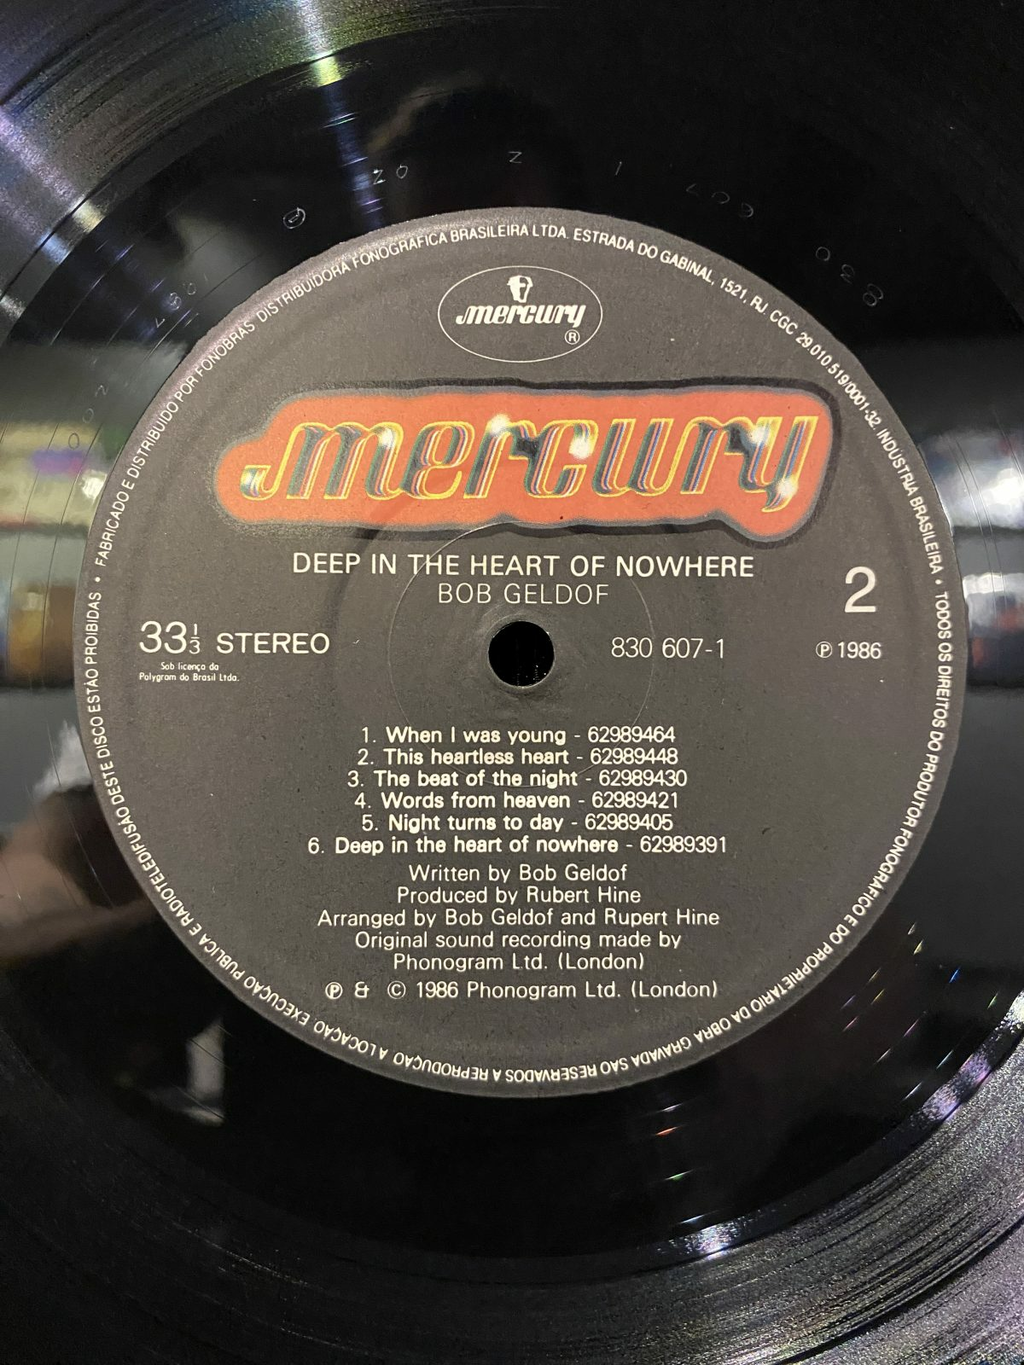 FABRICADO E DISTRIBUIDO POR FONOBRAS DISTRIBUIDORA FONOGRAFICA BRASILEIRA LTDA. ESTRADA DO GABINAL, 1521, RJ. CGC 29.010.519/0001-32. INDUSTRIA BRASILEIRA • TODOS OS DIREITOS DO PRODUTOR FONOGRAFICO E DO PROPRIETARIO DA OBRA GRAVADA SAO RESERVADOS A REPRODUÇÃO A LOCAÇÃO, EXECUÇÃO PUBLICA E RADIOTELEDIFUSÃO DESTE DISCO ESTÃO PROIBIDAS •
mercury ®
mercury
DEEP IN THE HEART OF NOWHERE
BOB GELDOF
2
33⅓ STEREO
830 607-1
℗ 1986
Sob licença da
Polygram do Brasil Ltda.
1. When I was young - 62989464
2. This heartless heart - 62989448
3. The beat of the night - 62989430
4. Words from heaven - 62989421
5. Night turns to day - 62989405
6. Deep in the heart of nowhere - 62989391
Written by Bob Geldof
Produced by Rubert Hine
Arranged by Bob Geldof and Rupert Hine
Original sound recording made by
Phonogram Ltd. (London)
℗ & © 1986 Phonogram Ltd. (London)